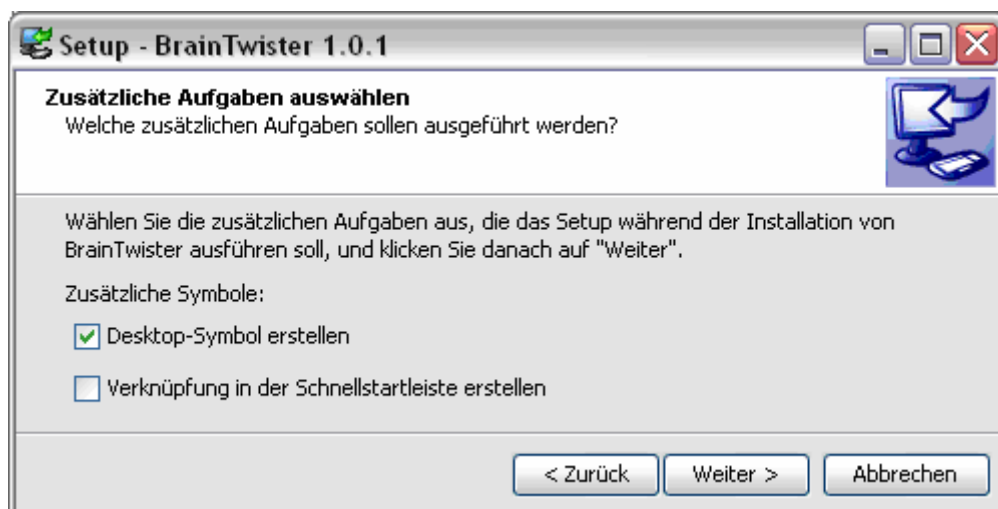 Setup - BrainTwister 1.0.1
Zusätzliche Aufgaben auswählen
Welche zusätzlichen Aufgaben sollen ausgeführt werden?
Wählen Sie die zusätzlichen Aufgaben aus, die das Setup während der Installation von
BrainTwister ausführen soll, und klicken Sie danach auf "Weiter".
Zusätzliche Symbole:
Desktop-Symbol erstellen
Verknüpfung in der Schnellstartleiste erstellen
< Zurück Weiter > Abbrechen